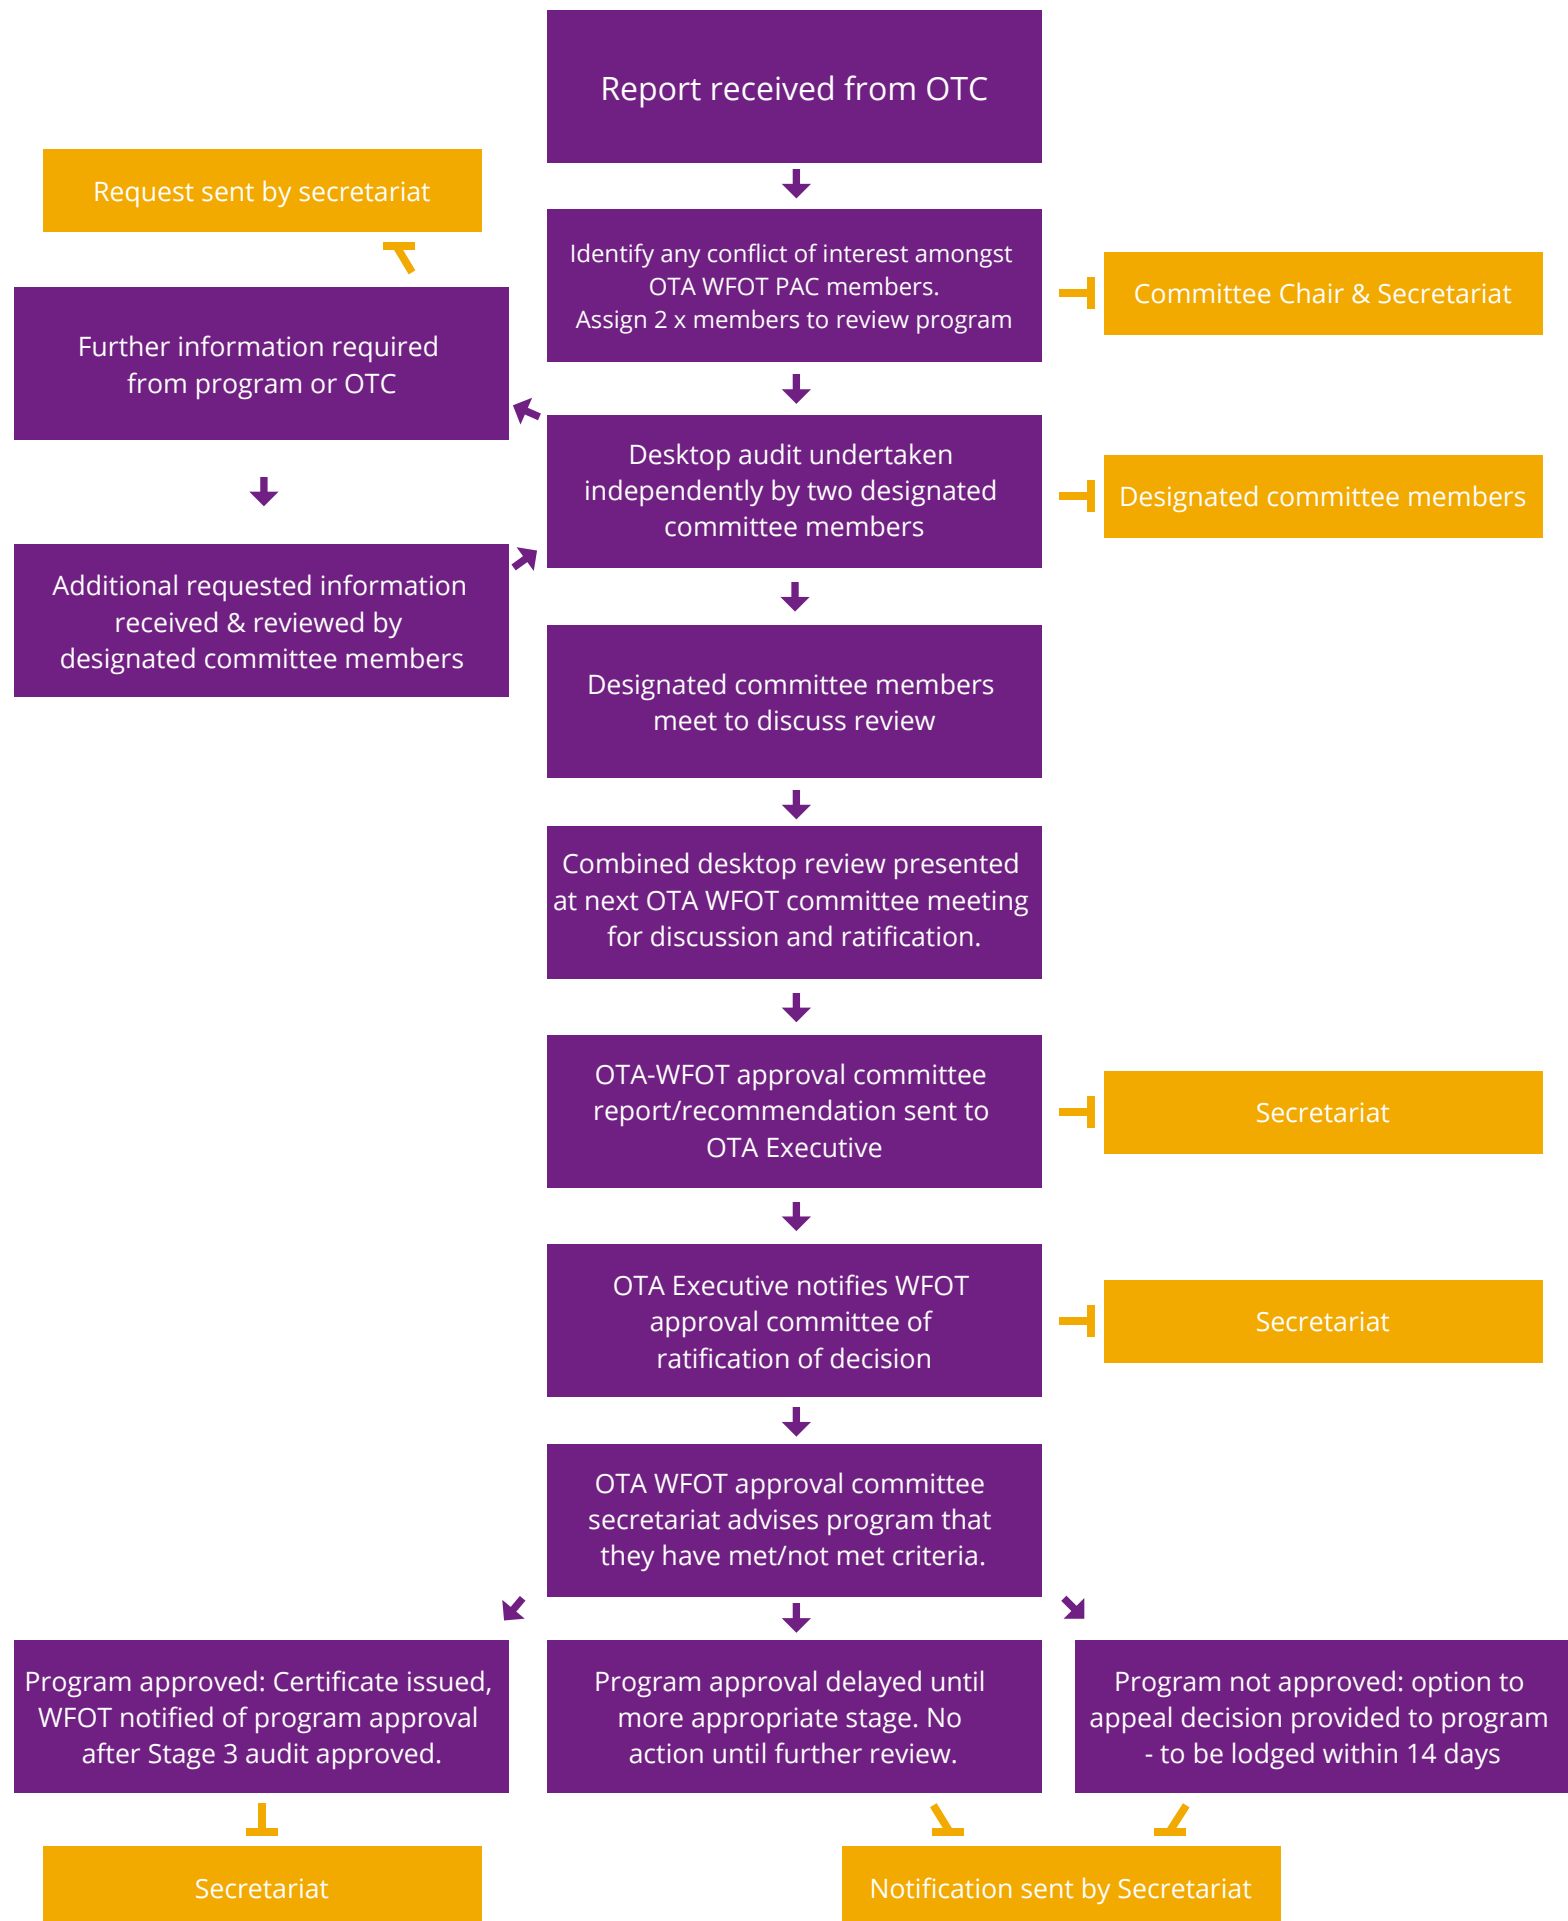 Report received from OTC
Request sent by secretariat
Identify any conflict of interest amongst
OTA WFOT PAC members.
Assign 2 x members to review program
Committee Chair & Secretariat
Further information required
from program or OTC
Desktop audit undertaken
independently by two designated
committee members
Designated committee members
Additional requested information
received & reviewed by
designated committee members
Designated committee members
meet to discuss review
Combined desktop review presented
at next OTA WFOT committee meeting
for discussion and ratification.
OTA-WFOT approval committee
report/recommendation sent to
OTA Executive
Secretariat
OTA Executive notifies WFOT
approval committee of
ratification of decision
Secretariat
OTA WFOT approval committee
secretariat advises program that
they have met/not met criteria.
Program approved: Certificate issued,
WFOT notified of program approval
after Stage 3 audit approved.
Program approval delayed until
more appropriate stage. No
action until further review.
Program not approved: option to
appeal decision provided to program
- to be lodged within 14 days
Secretariat
Notification sent by Secretariat